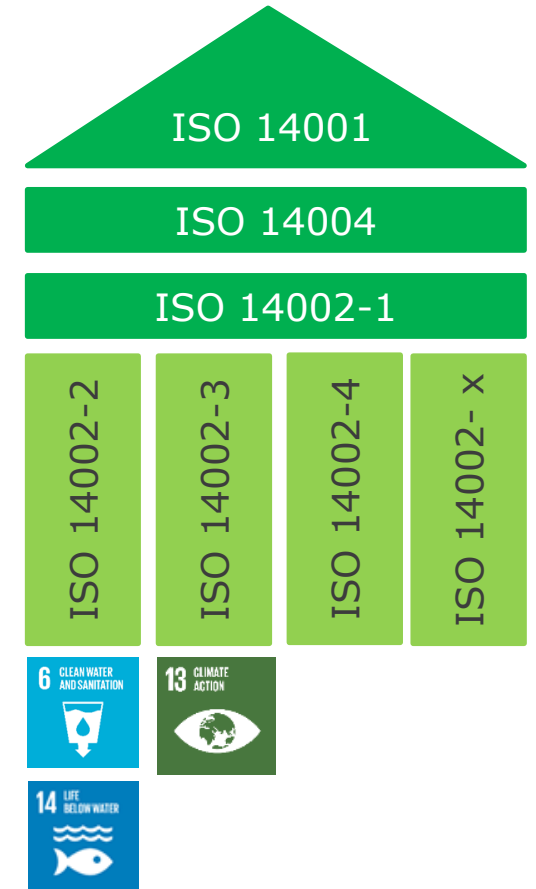 ISO 14001
ISO 14004
ISO 14002-1
ISO 14002-2
ISO 14002-3
ISO 14002-4
ISO 14002- x
6 CLEAN WATER
AND SANITATION
13 CLIMATE
ACTION
14 LIFE
BELOW WATER